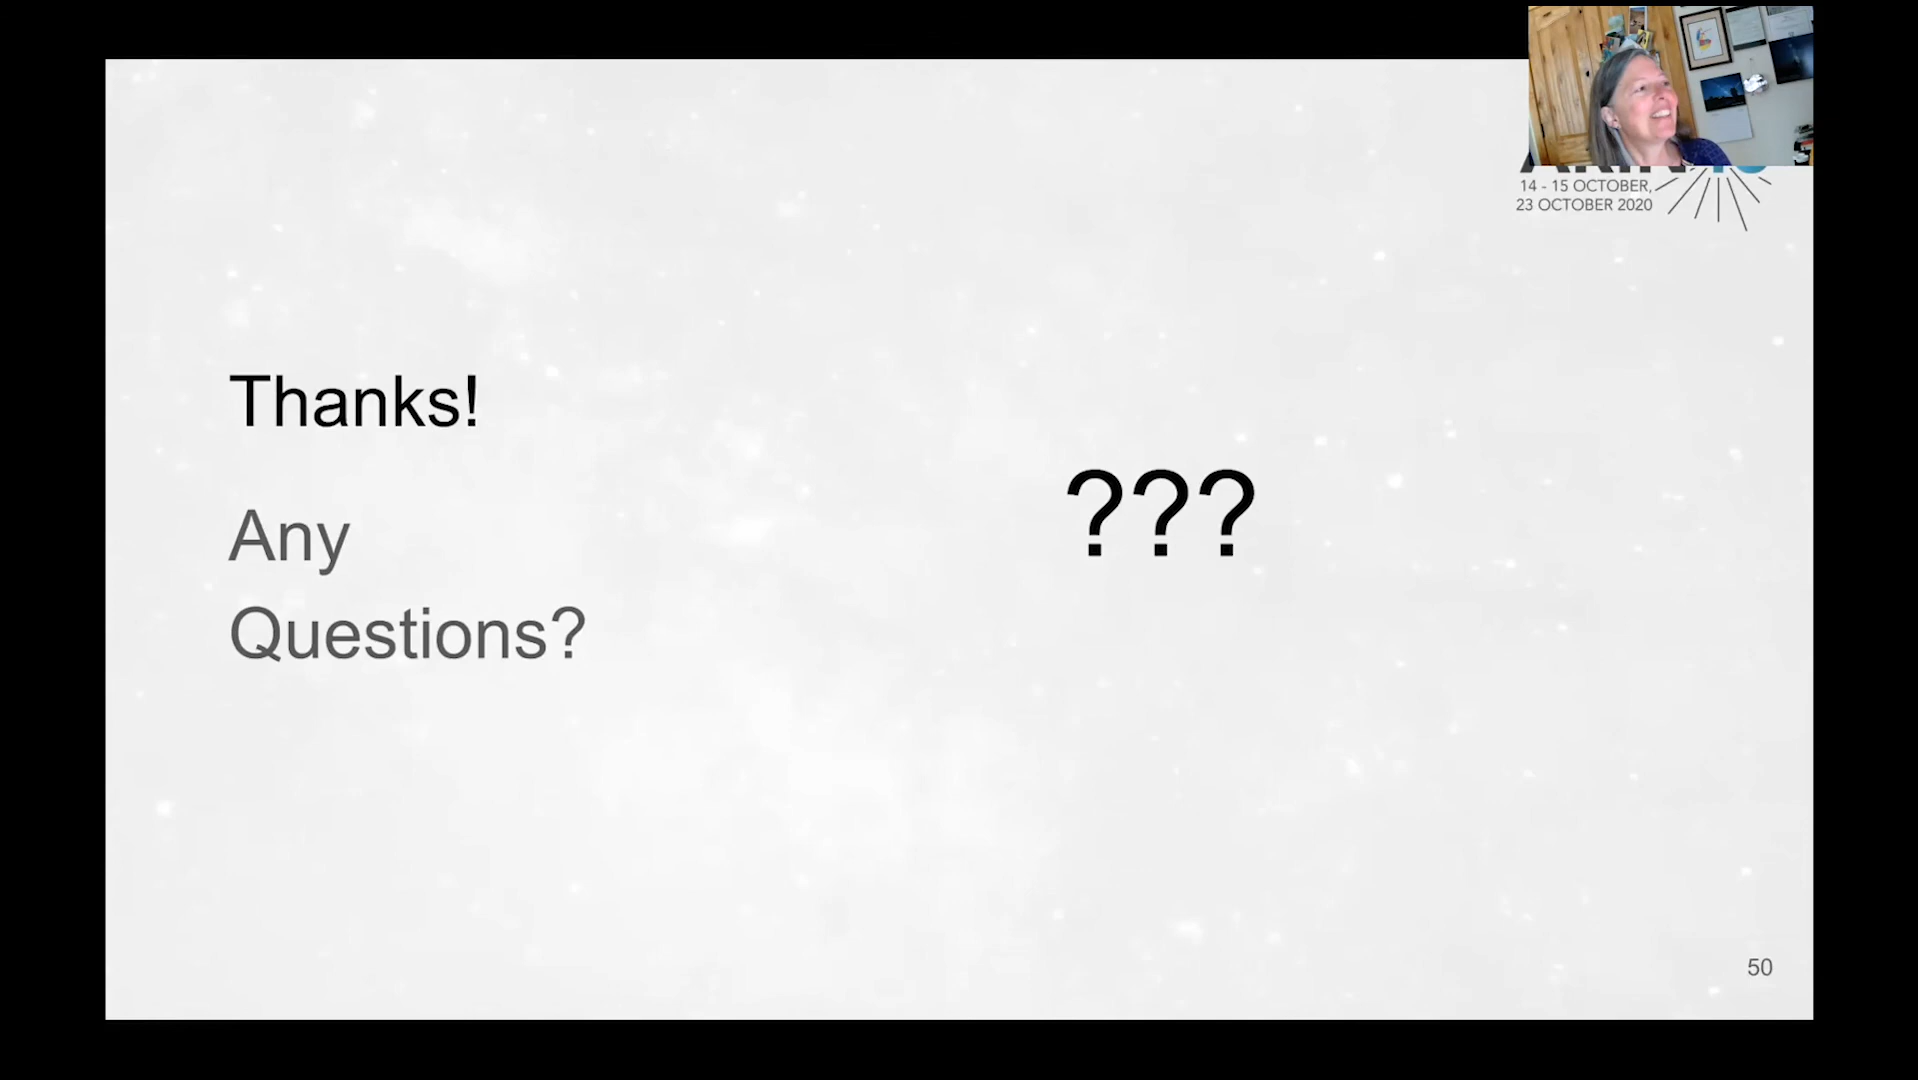 14 - 15 OCTOBER,
23 OCTOBER 2020
Thanks!
Any
Questions?
???
50